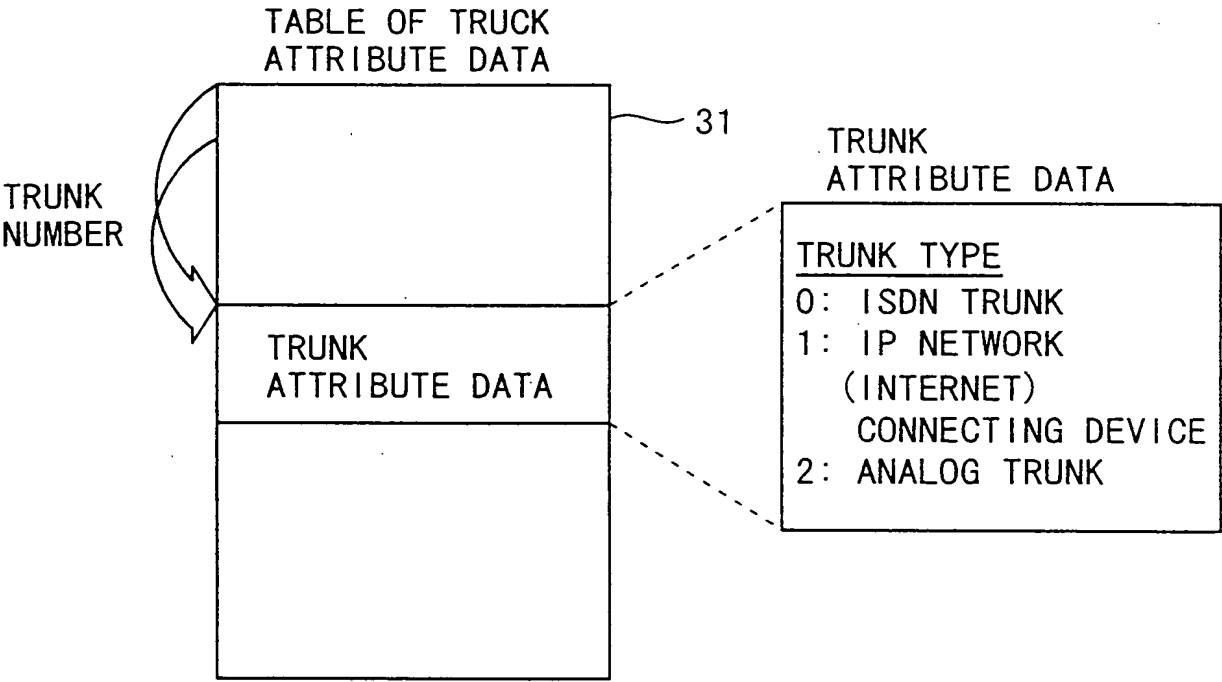 TABLE OF TRUCK
ATTRIBUTE DATA
31
TRUNK
NUMBER
TRUNK
ATTRIBUTE DATA
TRUNK
ATTRIBUTE DATA
TRUNK TYPE
0: ISDN TRUNK
1: IP NETWORK
(INTERNET)
CONNECTING DEVICE
2: ANALOG TRUNK